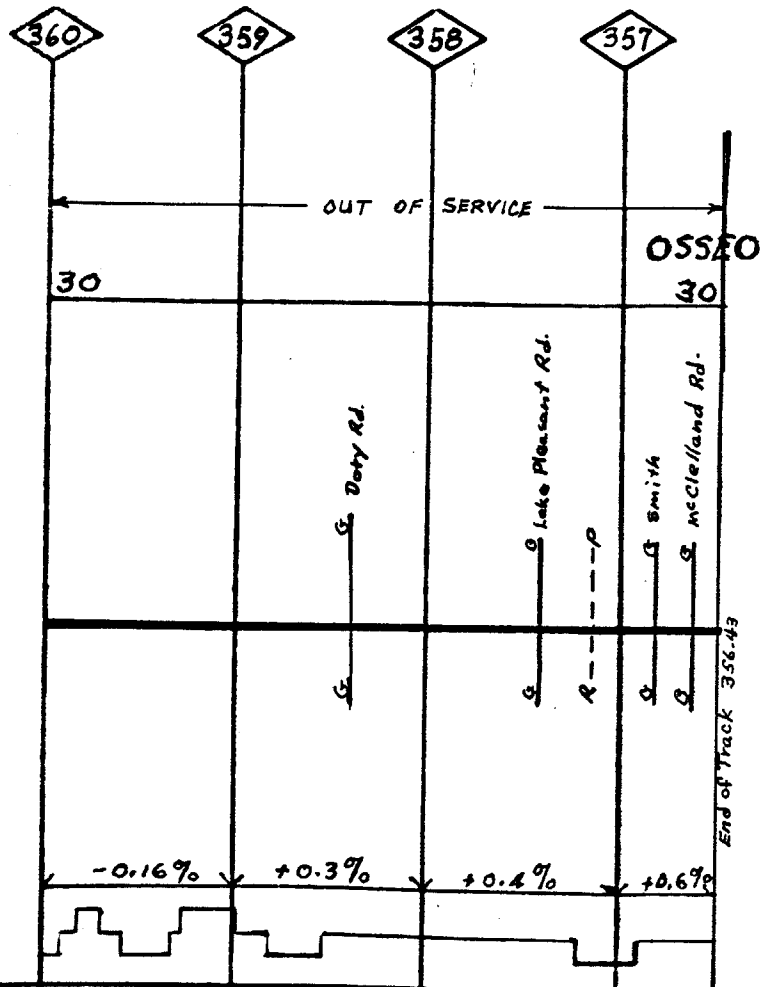 360 359 358 357
OUT OF SERVICE
OSSEO
30 30
G Doty Rd. G
G Lake Pleasant Rd. G
R P
G Smith G
G McClelland Rd. G
End of Track 356.43
-0.16% +0.3% +0.4% +0.6%